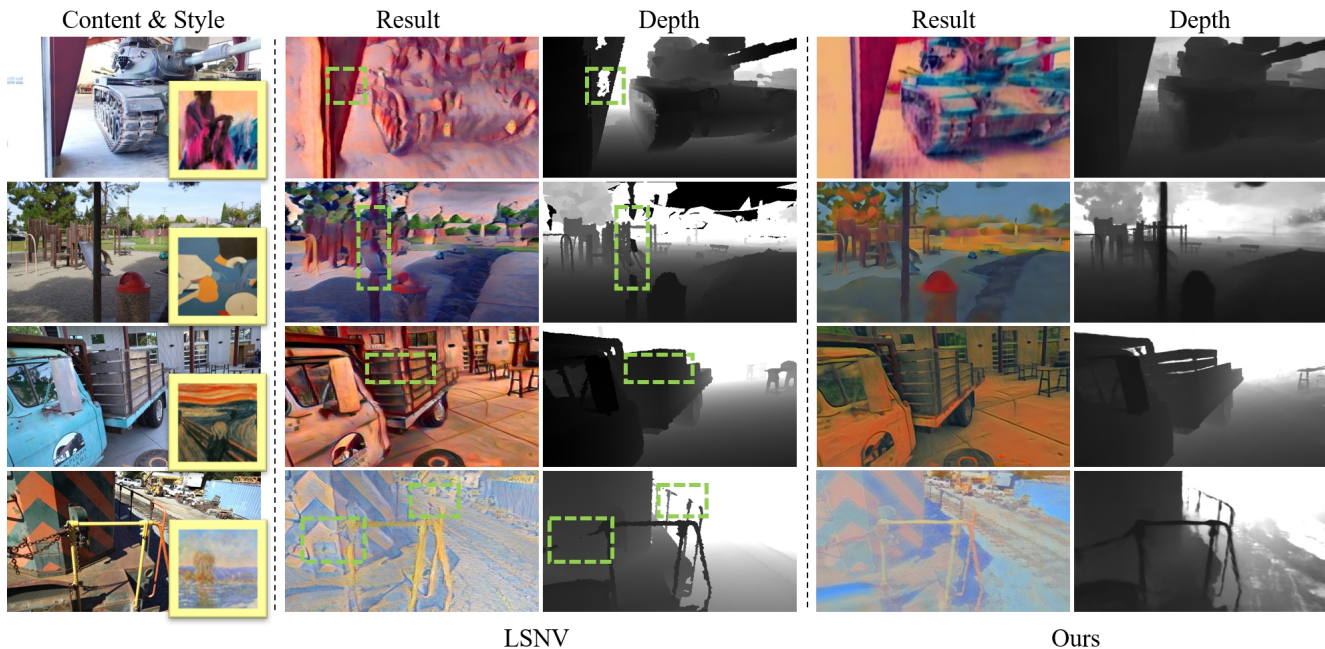 Content & Style
Result
Depth
Result
Depth
LSNV
Ours